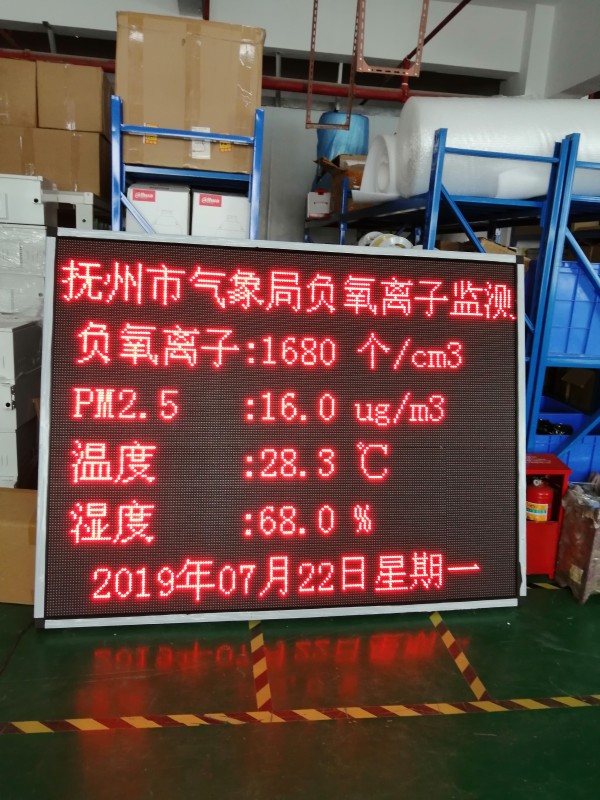 抚州市气象局负氧离子监测
负氧离子:1680 个/cm3
PM2.5 :16.0 ug/m3
温度 :28.3 ℃
湿度 :68.0 %
2019年07月22日星期一